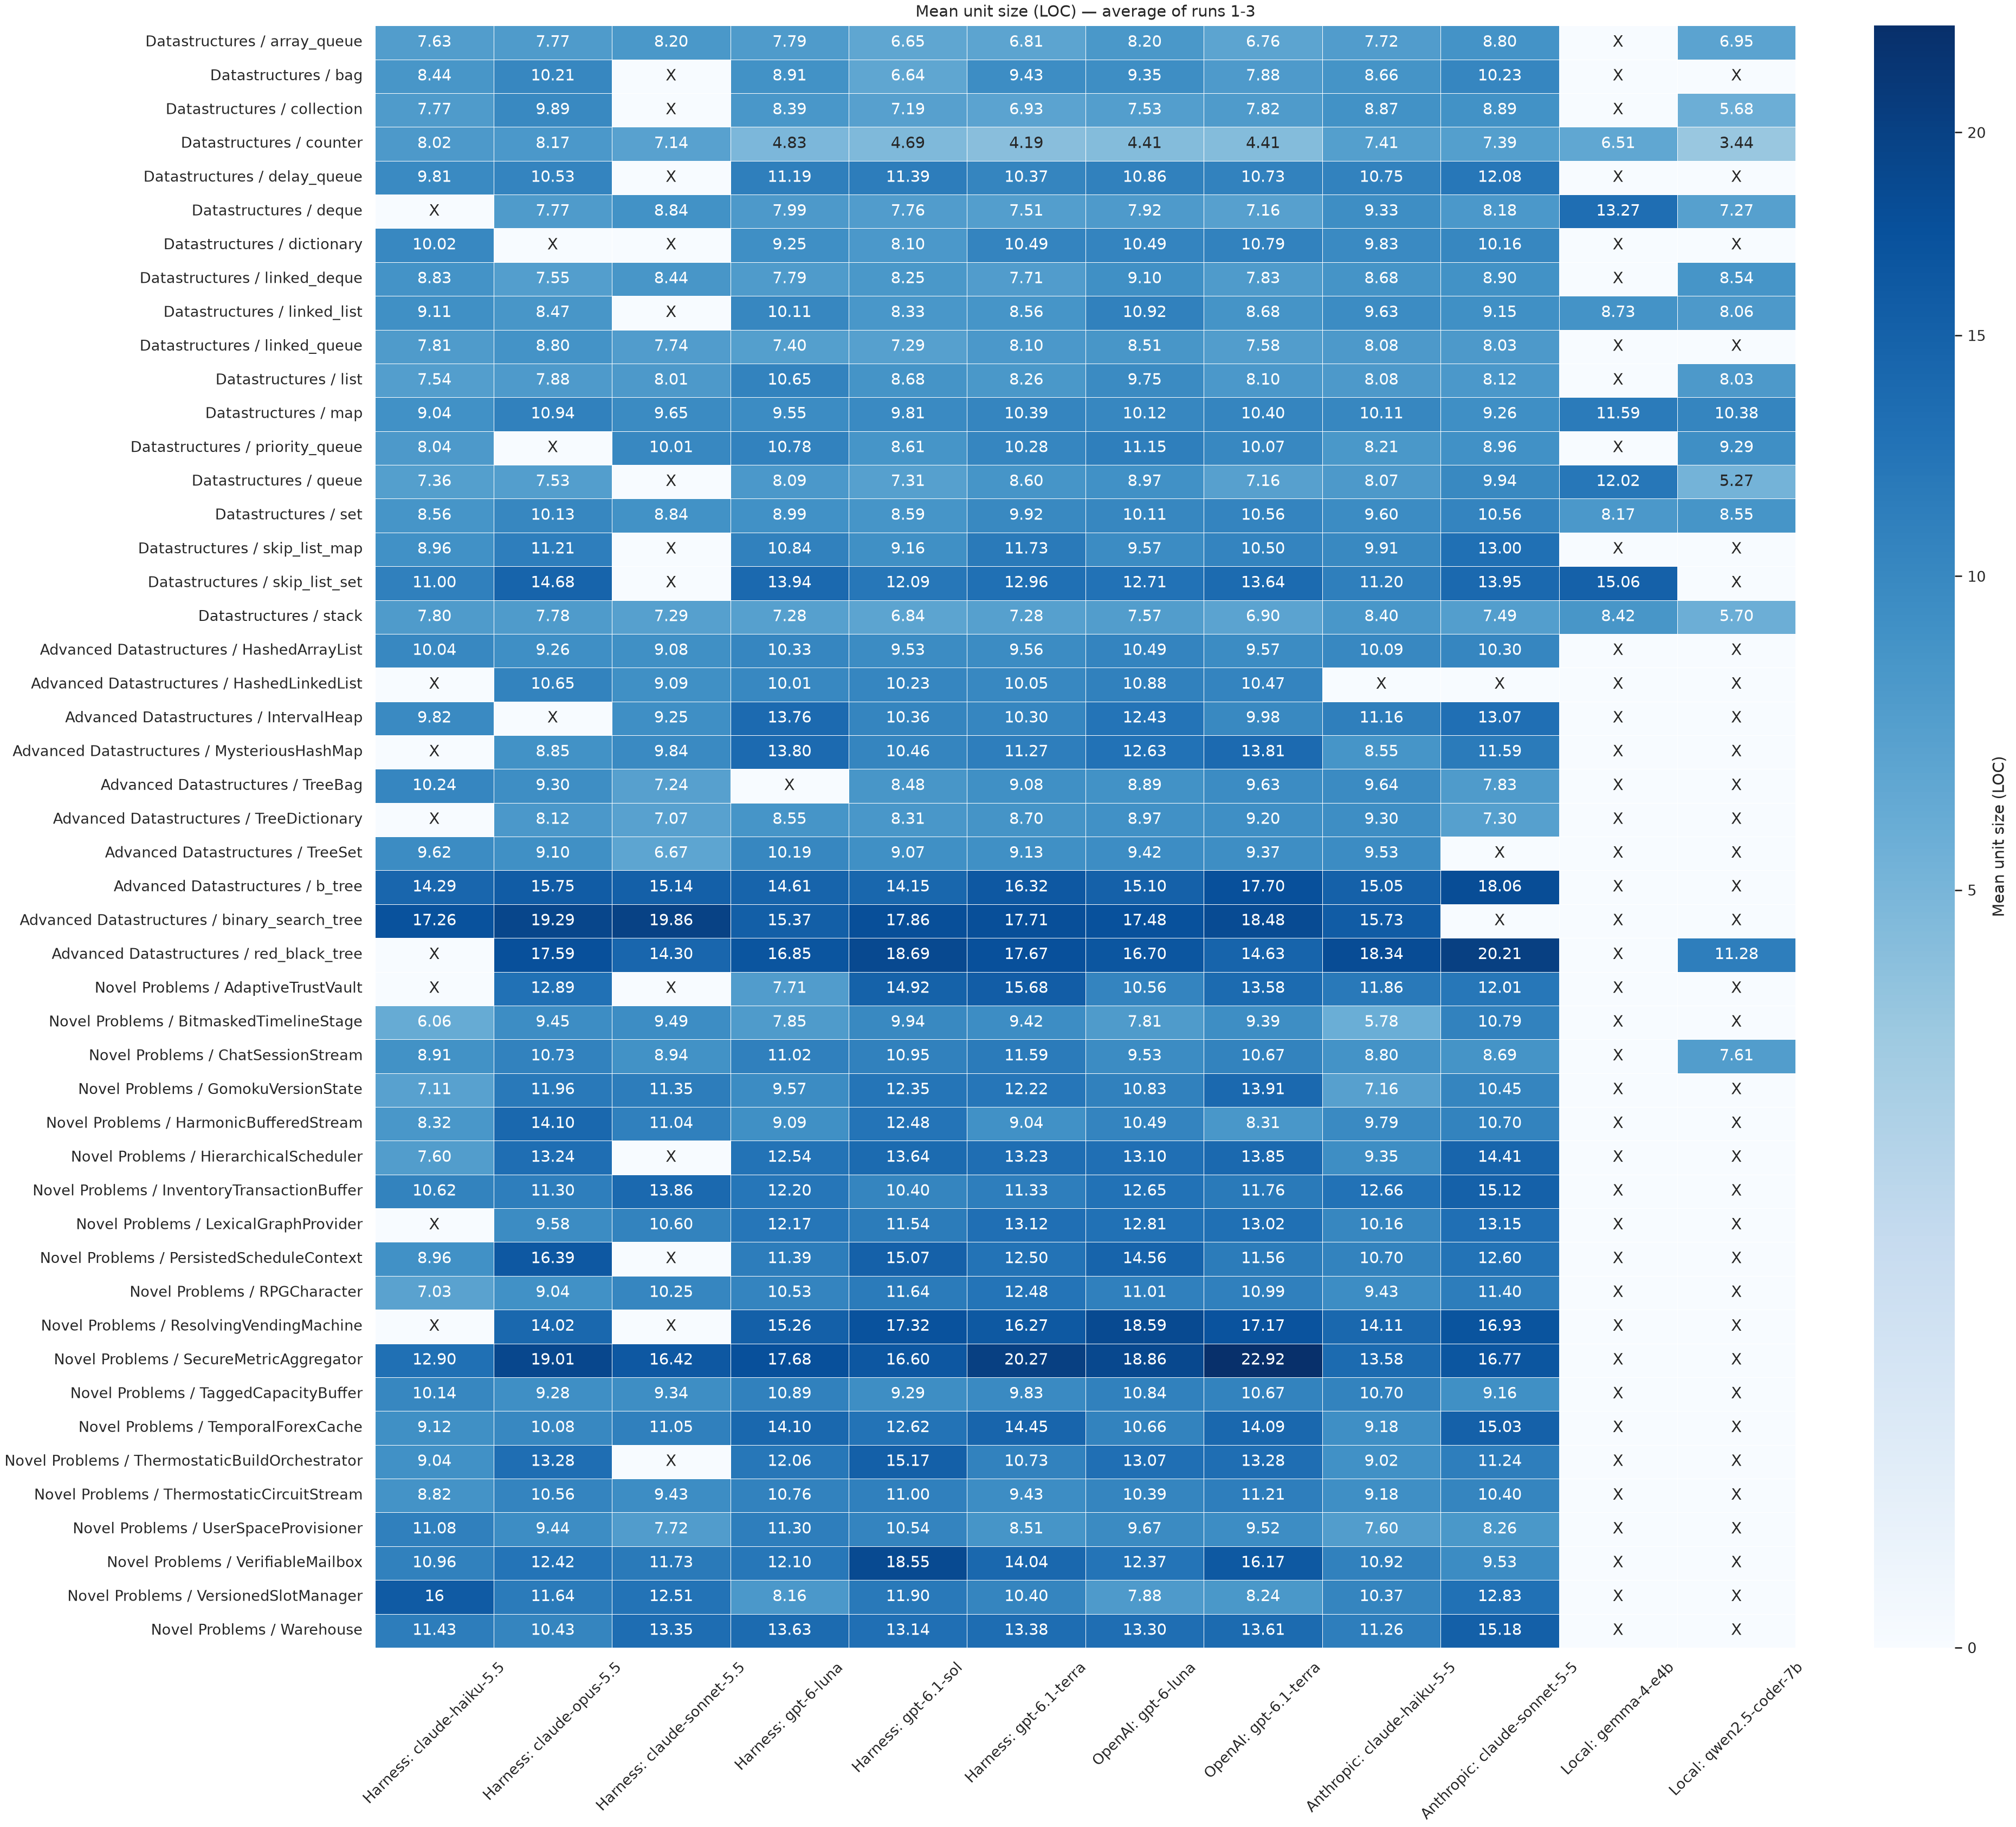 Mean unit size (LOC) — average of runs 1-3
Datastructures / array_queue 7.63 7.77 8.20 7.79 6.65 6.81 8.20 6.76 7.72 8.80 X 6.95
Datastructures / bag 8.44 10.21 X 8.91 6.64 9.43 9.35 7.88 8.66 10.23 X X
Datastructures / collection 7.77 9.89 X 8.39 7.19 6.93 7.53 7.82 8.87 8.89 X 5.68
Datastructures / counter 8.02 8.17 7.14 4.83 4.69 4.19 4.41 4.41 7.41 7.39 6.51 3.44
Datastructures / delay_queue 9.81 10.53 X 11.19 11.39 10.37 10.86 10.73 10.75 12.08 X X
Datastructures / deque X 7.77 8.84 7.99 7.76 7.51 7.92 7.16 9.33 8.18 13.27 7.27
Datastructures / dictionary 10.02 X X 9.25 8.10 10.49 10.49 10.79 9.83 10.16 X X
Datastructures / linked_deque 8.83 7.55 8.44 7.79 8.25 7.71 9.10 7.83 8.68 8.90 X 8.54
Datastructures / linked_list 9.11 8.47 X 10.11 8.33 8.56 10.92 8.68 9.63 9.15 8.73 8.06
Datastructures / linked_queue 7.81 8.80 7.74 7.40 7.29 8.10 8.51 7.58 8.08 8.03 X X
Datastructures / list 7.54 7.88 8.01 10.65 8.68 8.26 9.75 8.10 8.08 8.12 X 8.03
Datastructures / map 9.04 10.94 9.65 9.55 9.81 10.39 10.12 10.40 10.11 9.26 11.59 10.38
Datastructures / priority_queue 8.04 X 10.01 10.78 8.61 10.28 11.15 10.07 8.21 8.96 X 9.29
Datastructures / queue 7.36 7.53 X 8.09 7.31 8.60 8.97 7.16 8.07 9.94 12.02 5.27
Datastructures / set 8.56 10.13 8.84 8.99 8.59 9.92 10.11 10.56 9.60 10.56 8.17 8.55
Datastructures / skip_list_map 8.96 11.21 X 10.84 9.16 11.73 9.57 10.50 9.91 13.00 X X
Datastructures / skip_list_set 11.00 14.68 X 13.94 12.09 12.96 12.71 13.64 11.20 13.95 15.06 X
Datastructures / stack 7.80 7.78 7.29 7.28 6.84 7.28 7.57 6.90 8.40 7.49 8.42 5.70
Advanced Datastructures / HashedArrayList 10.04 9.26 9.08 10.33 9.53 9.56 10.49 9.57 10.09 10.30 X X
Advanced Datastructures / HashedLinkedList X 10.65 9.09 10.01 10.23 10.05 10.88 10.47 X X X X
Advanced Datastructures / IntervalHeap 9.82 X 9.25 13.76 10.36 10.30 12.43 9.98 11.16 13.07 X X
Advanced Datastructures / MysteriousHashMap X 8.85 9.84 13.80 10.46 11.27 12.63 13.81 8.55 11.59 X X
Advanced Datastructures / TreeBag 10.24 9.30 7.24 X 8.48 9.08 8.89 9.63 9.64 7.83 X X
Advanced Datastructures / TreeDictionary X 8.12 7.07 8.55 8.31 8.70 8.97 9.20 9.30 7.30 X X
Advanced Datastructures / TreeSet 9.62 9.10 6.67 10.19 9.07 9.13 9.42 9.37 9.53 X X X
Advanced Datastructures / b_tree 14.29 15.75 15.14 14.61 14.15 16.32 15.10 17.70 15.05 18.06 X X
Advanced Datastructures / binary_search_tree 17.26 19.29 19.86 15.37 17.86 17.71 17.48 18.48 15.73 X X X
Advanced Datastructures / red_black_tree X 17.59 14.30 16.85 18.69 17.67 16.70 14.63 18.34 20.21 X 11.28
Novel Problems / AdaptiveTrustVault X 12.89 X 7.71 14.92 15.68 10.56 13.58 11.86 12.01 X X
Novel Problems / BitmaskedTimelineStage 6.06 9.45 9.49 7.85 9.94 9.42 7.81 9.39 5.78 10.79 X X
Novel Problems / ChatSessionStream 8.91 10.73 8.94 11.02 10.95 11.59 9.53 10.67 8.80 8.69 X 7.61
Novel Problems / GomokuVersionState 7.11 11.96 11.35 9.57 12.35 12.22 10.83 13.91 7.16 10.45 X X
Novel Problems / HarmonicBufferedStream 8.32 14.10 11.04 9.09 12.48 9.04 10.49 8.31 9.79 10.70 X X
Novel Problems / HierarchicalScheduler 7.60 13.24 X 12.54 13.64 13.23 13.10 13.85 9.35 14.41 X X
Novel Problems / InventoryTransactionBuffer 10.62 11.30 13.86 12.20 10.40 11.33 12.65 11.76 12.66 15.12 X X
Novel Problems / LexicalGraphProvider X 9.58 10.60 12.17 11.54 13.12 12.81 13.02 10.16 13.15 X X
Novel Problems / PersistedScheduleContext 8.96 16.39 X 11.39 15.07 12.50 14.56 11.56 10.70 12.60 X X
Novel Problems / RPGCharacter 7.03 9.04 10.25 10.53 11.64 12.48 11.01 10.99 9.43 11.40 X X
Novel Problems / ResolvingVendingMachine X 14.02 X 15.26 17.32 16.27 18.59 17.17 14.11 16.93 X X
Novel Problems / SecureMetricAggregator 12.90 19.01 16.42 17.68 16.60 20.27 18.86 22.92 13.58 16.77 X X
Novel Problems / TaggedCapacityBuffer 10.14 9.28 9.34 10.89 9.29 9.83 10.84 10.67 10.70 9.16 X X
Novel Problems / TemporalForexCache 9.12 10.08 11.05 14.10 12.62 14.45 10.66 14.09 9.18 15.03 X X
Novel Problems / ThermostaticBuildOrchestrator 9.04 13.28 X 12.06 15.17 10.73 13.07 13.28 9.02 11.24 X X
Novel Problems / ThermostaticCircuitStream 8.82 10.56 9.43 10.76 11.00 9.43 10.39 11.21 9.18 10.40 X X
Novel Problems / UserSpaceProvisioner 11.08 9.44 7.72 11.30 10.54 8.51 9.67 9.52 7.60 8.26 X X
Novel Problems / VerifiableMailbox 10.96 12.42 11.73 12.10 18.55 14.04 12.37 16.17 10.92 9.53 X X
Novel Problems / VersionedSlotManager 16 11.64 12.51 8.16 11.90 10.40 7.88 8.24 10.37 12.83 X X
Novel Problems / Warehouse 11.43 10.43 13.35 13.63 13.14 13.38 13.30 13.61 11.26 15.18 X X
Harness: claude-haiku-5.5
Harness: claude-opus-5.5
Harness: claude-sonnet-5.5
Harness: gpt-6-luna
Harness: gpt-6.1-sol
Harness: gpt-6.1-terra
OpenAI: gpt-6-luna
OpenAI: gpt-6.1-terra
Anthropic: claude-haiku-5-5
Anthropic: claude-sonnet-5-5
Local: gemma-4-e4b
Local: qwen2.5-coder-7b
20
15
10
5
0
Mean unit size (LOC)